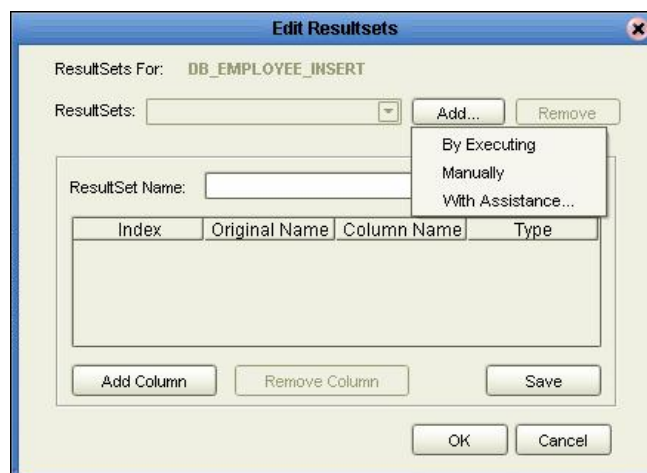 Edit Resultsets
ResultSets For: DB_EMPLOYEE_INSERT
ResultSets: Add... Remove
By Executing
Manually
With Assistance...
ResultSet Name:
Index Original Name Column Name Type
Add Column Remove Column Save
OK Cancel